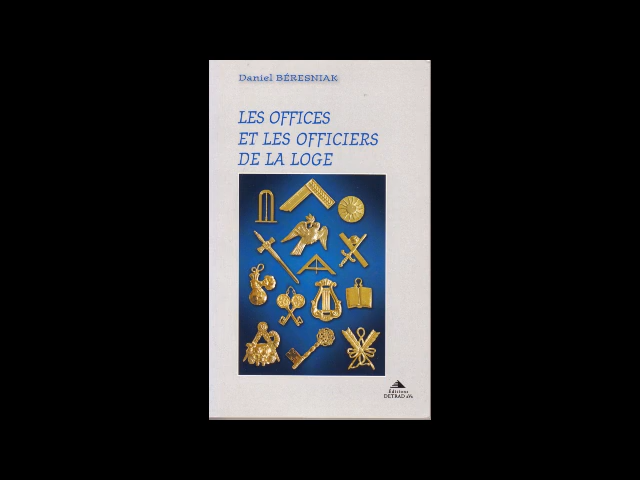 Daniel BÉRESNIAK
LES OFFICES
ET LES OFFICIERS
DE LA LOGE
Éditions
DETRAD aVs